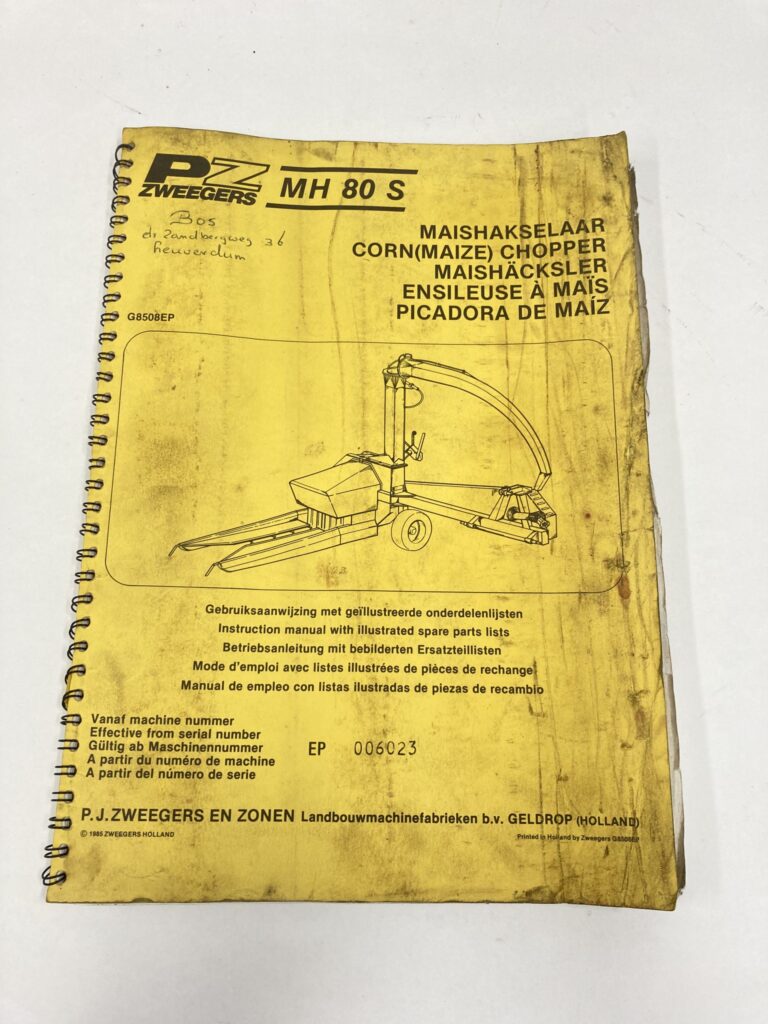 PZ
ZWEEGERS
MH 80 S
Bos
dr Zandbergweg 36
MAISHAKSELAAR
CORN(MAIZE) CHOPPER
MAISHÄCKSLER
ENSILEUSE À MAÏS
PICADORA DE MAÍZ
G8508EP
Gebruiksaanwijzing met geïllustreerde onderdelenlijsten
Instruction manual with illustrated spare parts lists
Betriebsanleitung mit bebilderten Ersatzteillisten
Mode d'emploi avec listes illustrées de pièces de rechange
Manual de empleo con listas ilustradas de piezas de recambio
Vanaf machine nummer
Effective from serial number
Gültig ab Maschinennummer
A partir du numéro de machine
A partir del número de serie
EP 006023
P.J.ZWEEGERS EN ZONEN Landbouwmachinefabrieken b.v. GELDROP (HOLLAND)
© 1985 ZWEEGERS HOLLAND
Printed in Holland by Zweegers G8508EP